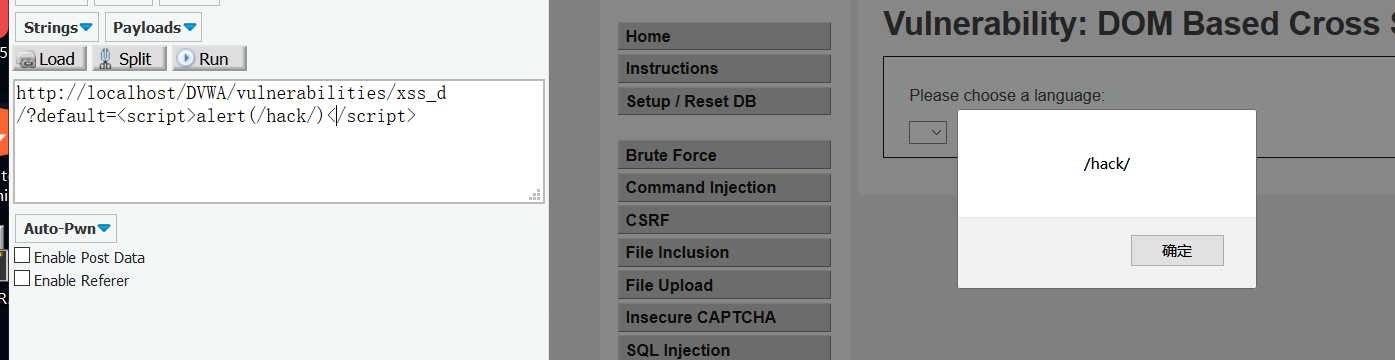 Strings
Payloads
Load
Split
Run
http://localhost/DVWA/vulnerabilities/xss_d
/?default=<script>alert(/hack/)</script>
Auto-Pwn
Enable Post Data
Enable Referer
Home
Instructions
Setup / Reset DB
Brute Force
Command Injection
CSRF
File Inclusion
File Upload
Insecure CAPTCHA
SQL Injection
Vulnerability: DOM Based Cross
Please choose a language:
/hack/
确定